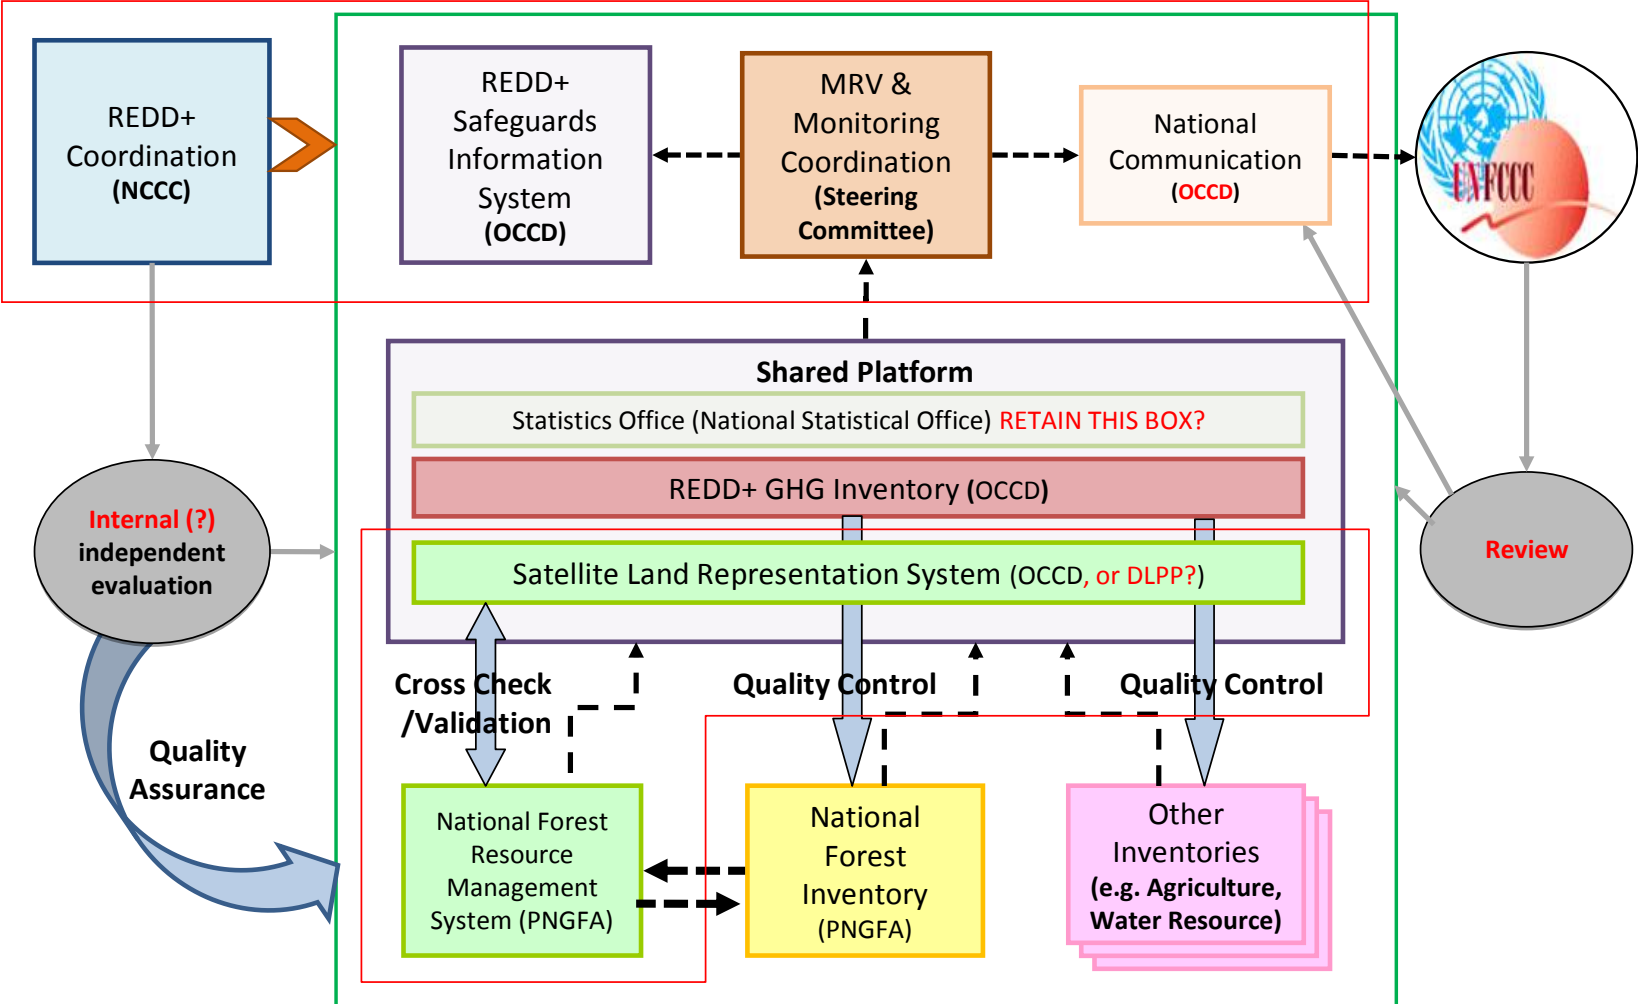 REDD+
Coordination
(NCCC)
REDD+
Safeguards
Information
System
(OCCD)
MRV &
Monitoring
Coordination
(Steering
Committee)
National
Communication
(OCCD)
UNFCCC
Shared Platform
Statistics Office (National Statistical Office) RETAIN THIS BOX?
REDD+ GHG Inventory (OCCD)
Satellite Land Representation System (OCCD, or DLPP?)
Internal (?)
independent
evaluation
Review
Cross Check
/Validation
Quality Control
Quality Control
Quality
Assurance
National Forest
Resource
Management
System (PNGFA)
National
Forest
Inventory
(PNGFA)
Other
Inventories
(e.g. Agriculture,
Water Resource)